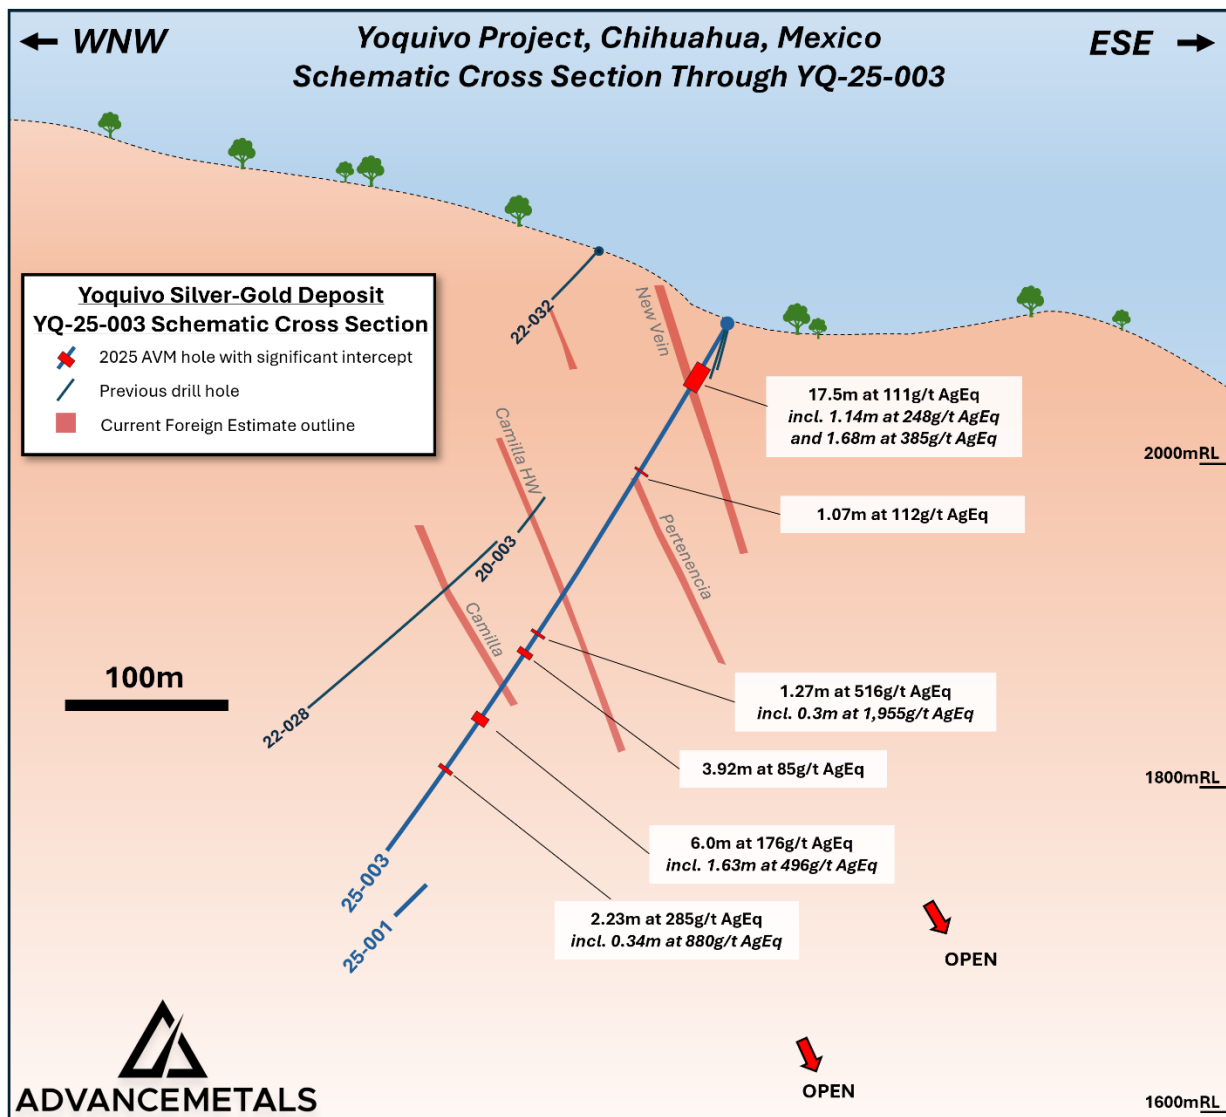 WNW
Yoquivo Project, Chihuahua, Mexico
ESE
Schematic Cross Section Through YQ-25-003
Yoquivo Silver-Gold Deposit
YQ-25-003 Schematic Cross Section
2025 AVM hole with significant intercept
Previous drill hole
Current Foreign Estimate outline
22-032
New Vein
17.5m at 111g/t AgEq
incl. 1.14m at 248g/t AgEq
and 1.68m at 385g/t AgEq
2000mRL
Camilla HW
1.07m at 112g/t AgEq
20-003
Pertenencia
Camilla
100m
22-028
1.27m at 516g/t AgEq
incl. 0.3m at 1,955g/t AgEq
3.92m at 85g/t AgEq
1800mRL
6.0m at 176g/t AgEq
incl. 1.63m at 496g/t AgEq
25-003
25-001
2.23m at 285g/t AgEq
incl. 0.34m at 880g/t AgEq
OPEN
OPEN
ADVANCEMETALS
1600mRL